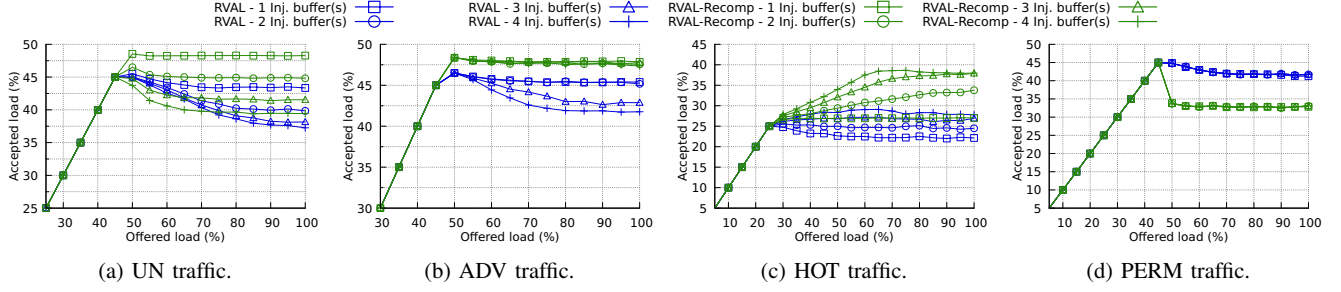 RVAL - 1 Inj. buffer(s)
RVAL - 2 Inj. buffer(s)
RVAL - 3 Inj. buffer(s)
RVAL - 4 Inj. buffer(s)
RVAL-Recomp - 1 Inj. buffer(s)
RVAL-Recomp - 2 Inj. buffer(s)
RVAL-Recomp - 3 Inj. buffer(s)
RVAL-Recomp - 4 Inj. buffer(s)
Accepted load (%)
50
45
40
35
30
25
30 40 50 60 70 80 90 100
Offered load (%)
(a) UN traffic.
Accepted load (%)
50
45
40
35
30
30 40 50 60 70 80 90 100
Offered load (%)
(b) ADV traffic.
Accepted load (%)
45
40
35
30
25
20
15
10
5
10 20 30 40 50 60 70 80 90 100
Offered load (%)
(c) HOT traffic.
Accepted load (%)
50
45
40
35
30
25
20
15
10
5
10 20 30 40 50 60 70 80 90 100
Offered load (%)
(d) PERM traffic.